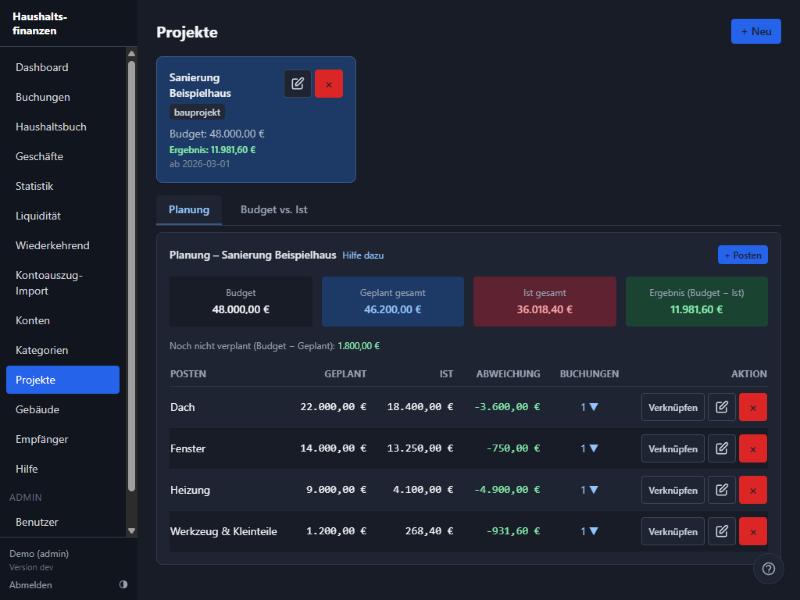 Haushalts-
finanzen
Dashboard
Buchungen
Haushaltsbuch
Geschäfte
Statistik
Liquidität
Wiederkehrend
Kontoauszug-
Import
Konten
Kategorien
Projekte
Gebäude
Empfänger
Hilfe
ADMIN
Benutzer
Demo (admin)
Version dev
Abmelden
Projekte
+ Neu
Sanierung
Beispielhaus
×
bauprojekt
Budget: 48.000,00 €
Ergebnis: 11.981,60 €
ab 2026-03-01
Planung Budget vs. Ist
Planung – Sanierung Beispielhaus Hilfe dazu + Posten
Budget Geplant gesamt Ist gesamt Ergebnis (Budget − Ist)
48.000,00 € 46.200,00 € 36.018,40 € 11.981,60 €
Noch nicht verplant (Budget − Geplant): 1.800,00 €
POSTEN GEPLANT IST ABWEICHUNG BUCHUNGEN AKTION
Dach 22.000,00 € 18.400,00 € -3.600,00 € 1 ▼ Verknüpfen ×
Fenster 14.000,00 € 13.250,00 € -750,00 € 1 ▼ Verknüpfen ×
Heizung 9.000,00 € 4.100,00 € -4.900,00 € 1 ▼ Verknüpfen ×
Werkzeug & Kleinteile 1.200,00 € 268,40 € -931,60 € 1 ▼ Verknüpfen ×